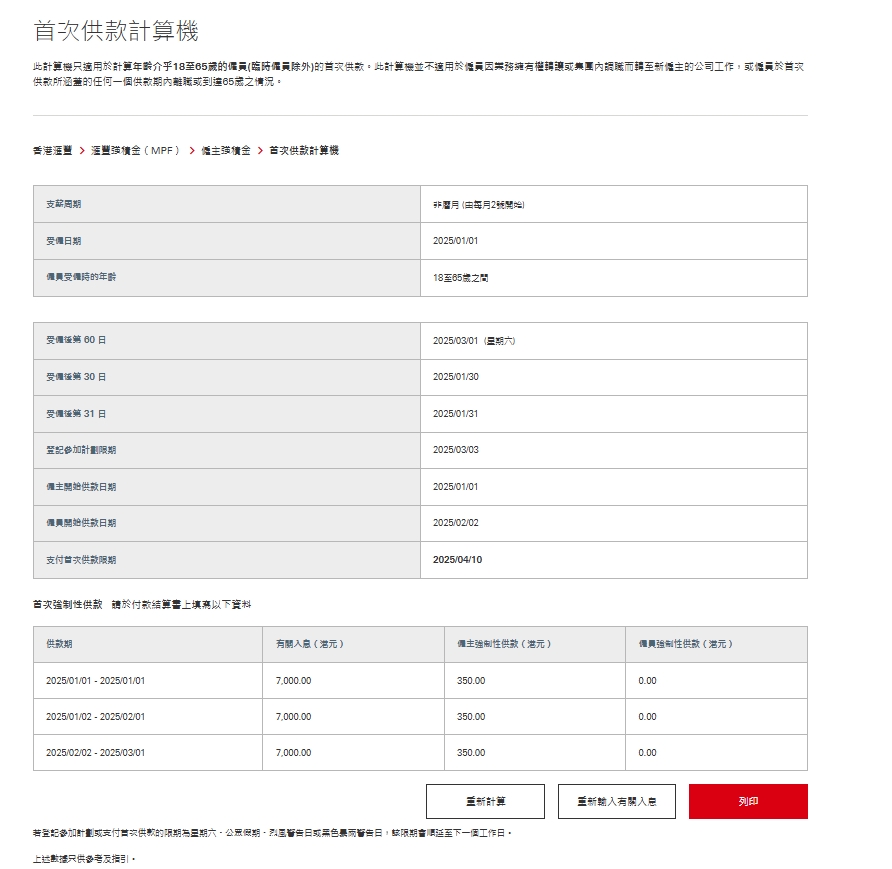 首次供款計算機
此計算機只適用於計算年齡介乎18至65歲的僱員(臨時僱員除外)的首次供款。此計算機並不適用於僱員因業務擁有權轉讓或集團內調職而轉至新僱主的公司工作，或僱員於首次
供款所涵蓋的任何一個供款期內離職或到達65歲之情況。
香港滙豐 > 滙豐強積金（MPF） > 僱主強積金 > 首次供款計算機
支薪周期 非曆月 (由每月2號開始)
受僱日期 2025/01/01
僱員受僱時的年齡 18至65歲之間
受僱後第 60 日 2025/03/01 (星期六)
受僱後第 30 日 2025/01/30
受僱後第 31 日 2025/01/31
登記參加計劃限期 2025/03/03
僱主開始供款日期 2025/01/01
僱員開始供款日期 2025/02/02
支付首次供款限期 2025/04/10
首次強制性供款 請於付款結算書上填寫以下資料
供款期 有關入息（港元） 僱主強制性供款（港元） 僱員強制性供款（港元）
2025/01/01 - 2025/01/01 7,000.00 350.00 0.00
2025/01/02 - 2025/02/01 7,000.00 350.00 0.00
2025/02/02 - 2025/03/01 7,000.00 350.00 0.00
重新計算 重新輸入有關入息 列印
若登記參加計劃或支付首次供款的限期為星期六、公眾假期、烈風警告日或黑色暴雨警告日，該限期會順延至下一個工作日。
上述數據只供參考及指引。